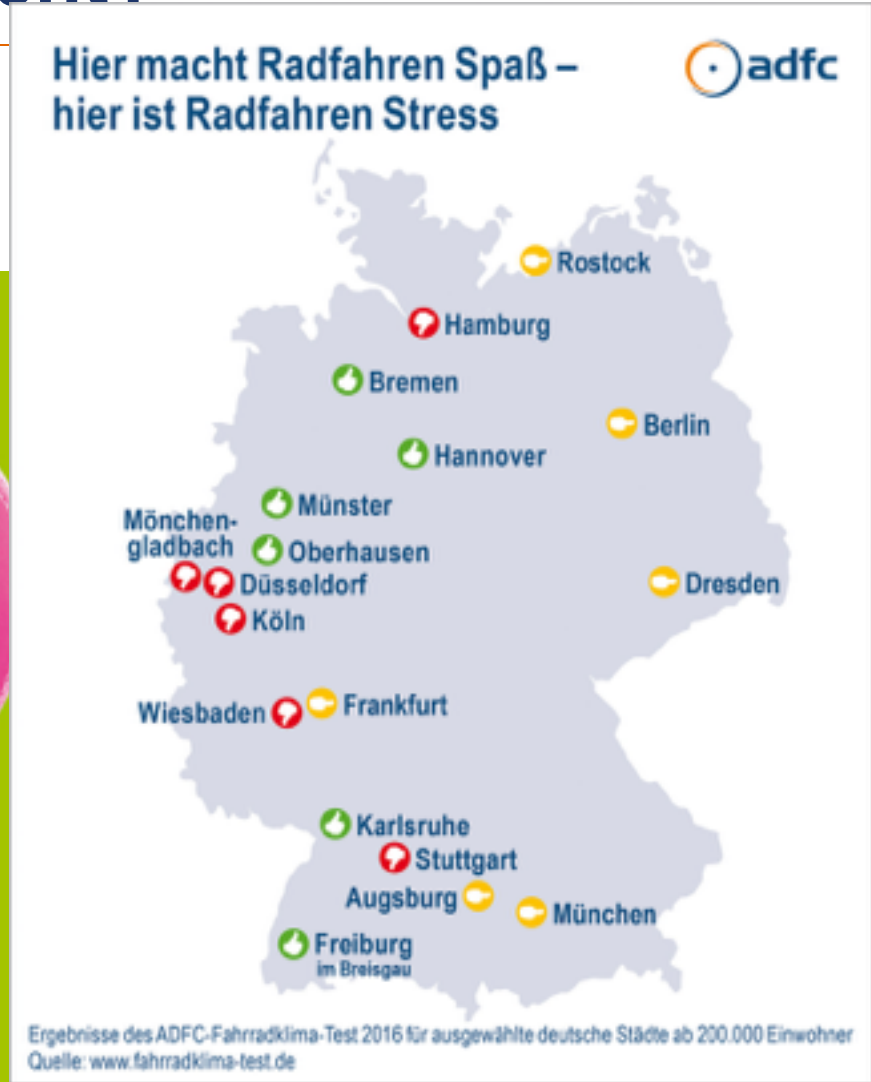 Hier macht Radfahren Spaß –
hier ist Radfahren Stress
adfc
Rostock
Hamburg
Bremen
Berlin
Hannover
Münster
Mönchen-
gladbach
Oberhausen
Düsseldorf
Dresden
Köln
Wiesbaden
Frankfurt
Karlsruhe
Stuttgart
Augsburg
München
Freiburg
im Breisgau
Ergebnisse des ADFC-Fahrradklima-Test 2016 für ausgewählte deutsche Städte ab 200.000 Einwohner
Quelle: www.fahrradklima-test.de